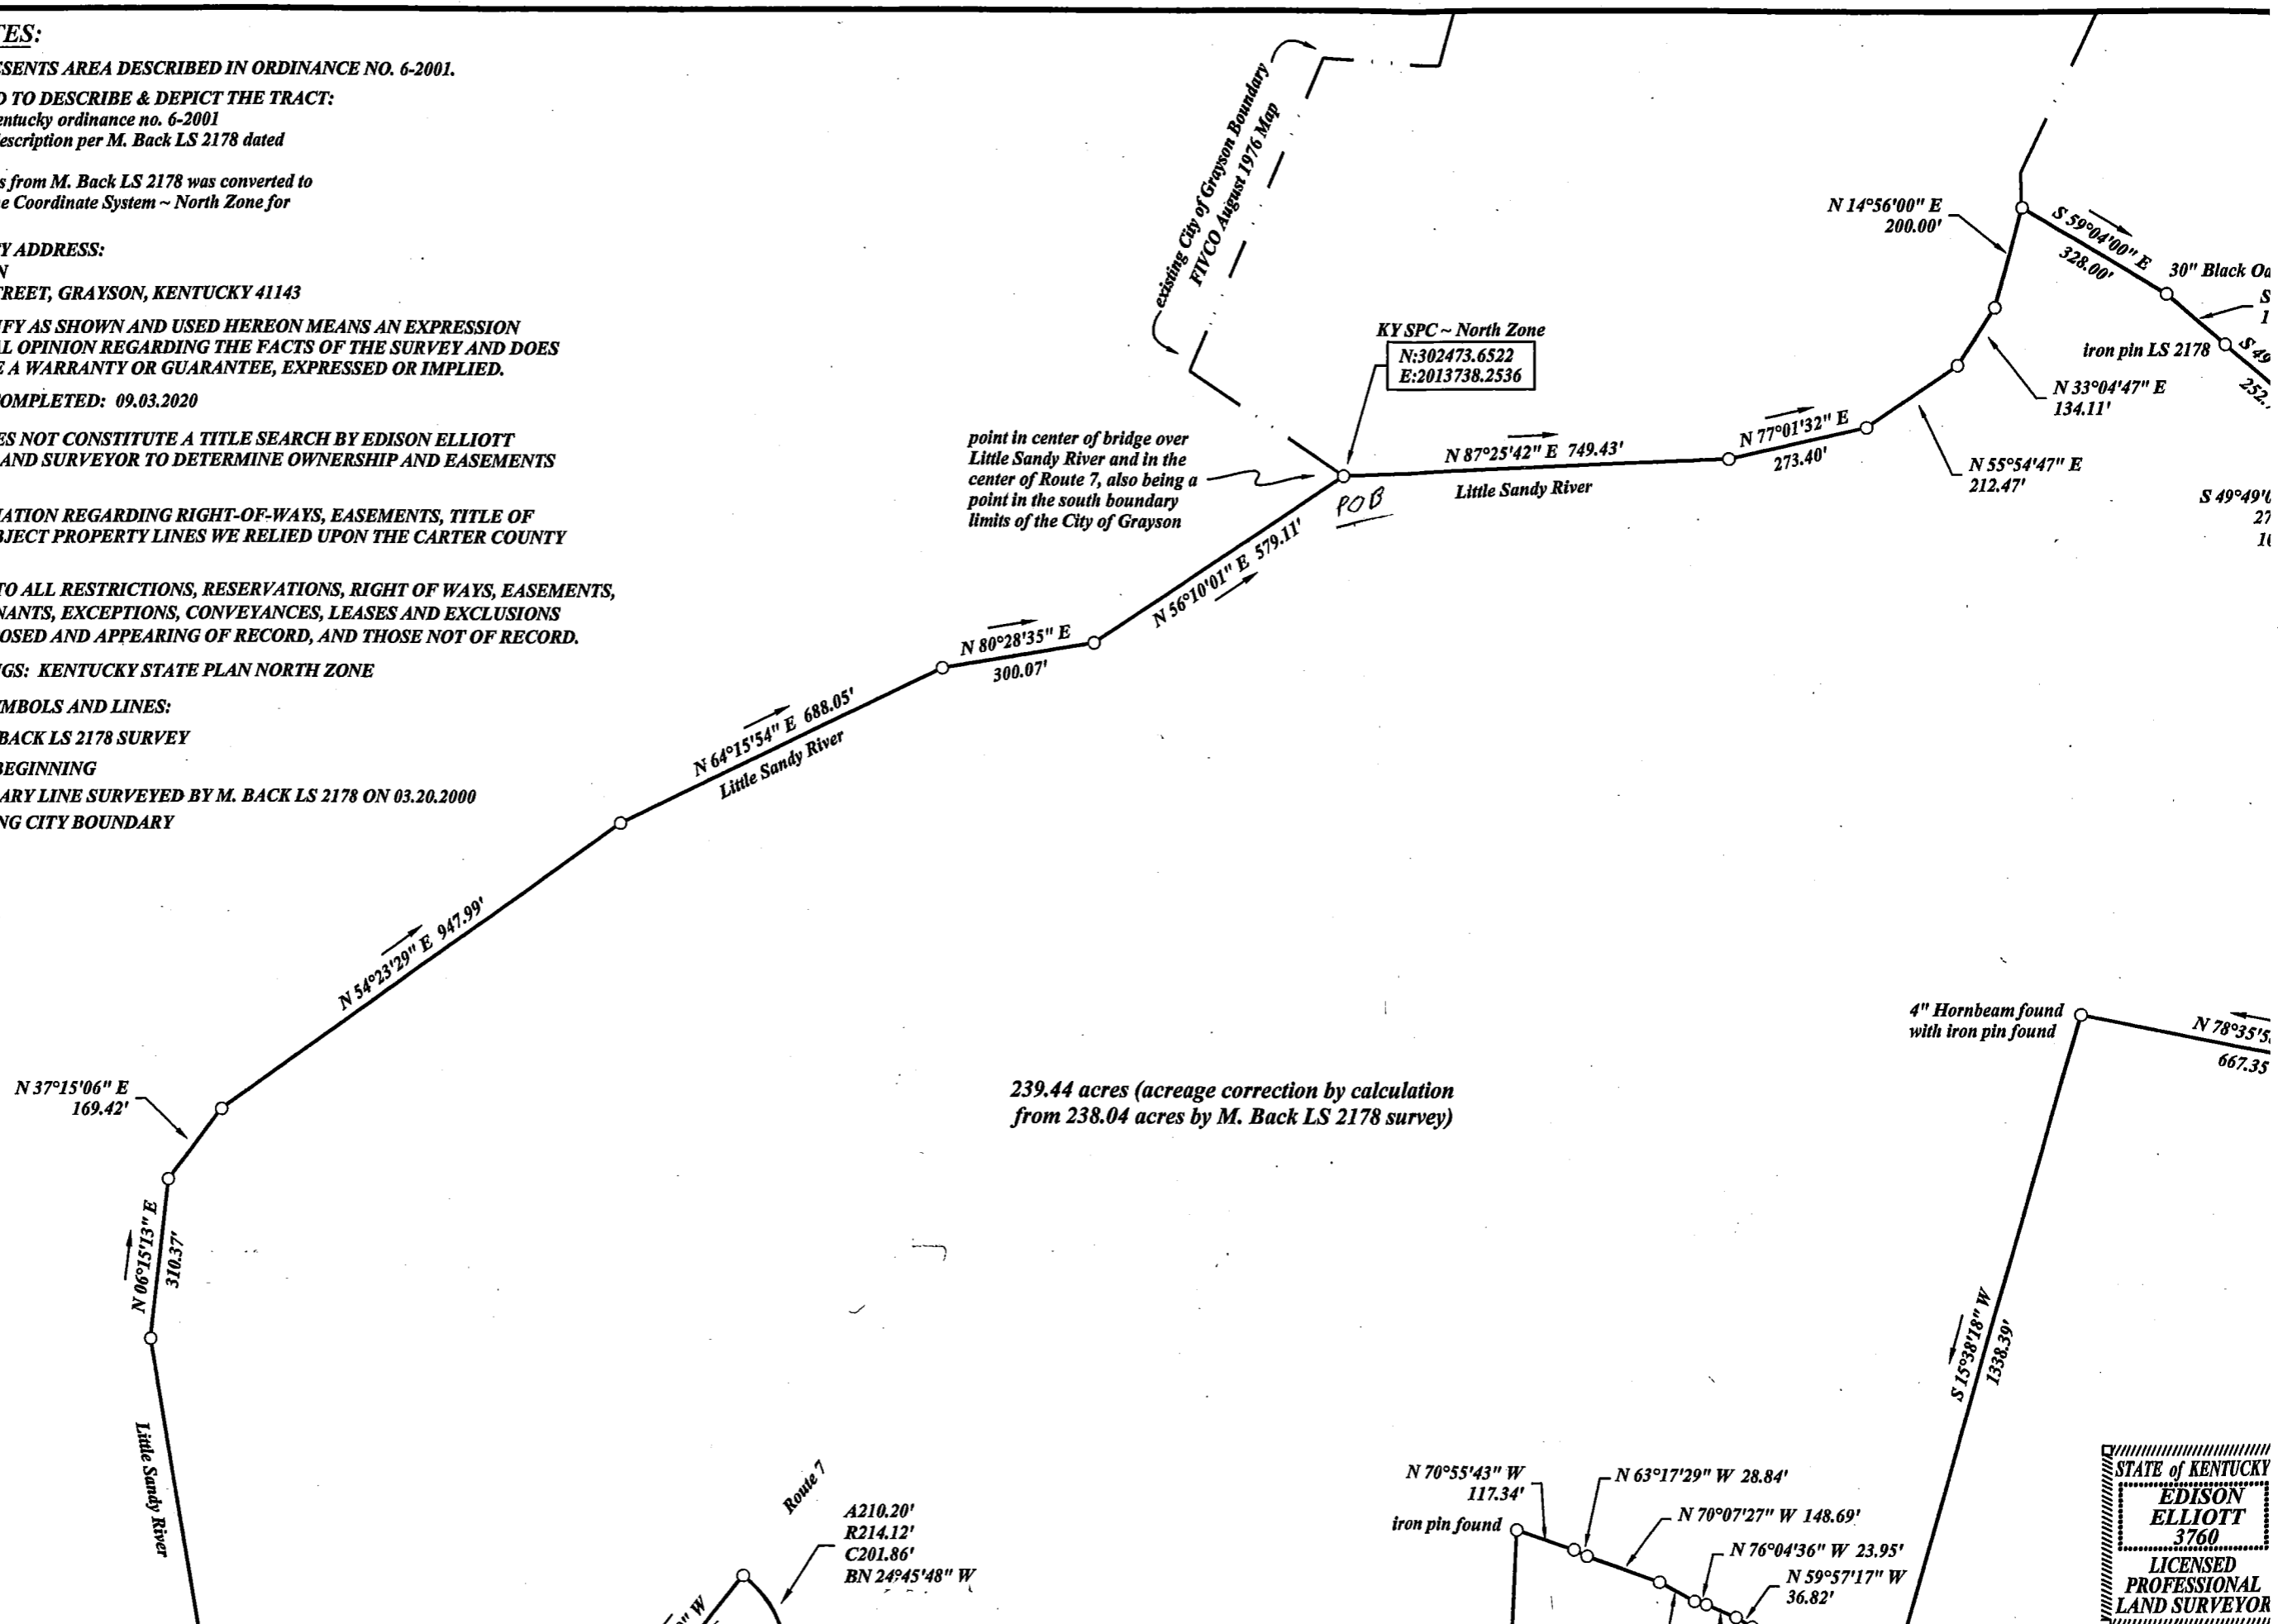 TES:
SENTS AREA DESCRIBED IN ORDINANCE NO. 6-2001.
D TO DESCRIBE & DEPICT THE TRACT:
entucky ordinance no. 6-2001
escription per M. Back LS 2178 dated
s from M. Back LS 2178 was converted to
e Coordinate System ~ North Zone for
Y ADDRESS:
N
REET, GRAYSON, KENTUCKY 41143
FY AS SHOWN AND USED HEREON MEANS AN EXPRESSION
L OPINION REGARDING THE FACTS OF THE SURVEY AND DOES
E A WARRANTY OR GUARANTEE, EXPRESSED OR IMPLIED.
OMPLETED: 09.03.2020
ES NOT CONSTITUTE A TITLE SEARCH BY EDISON ELLIOTT
AND SURVEYOR TO DETERMINE OWNERSHIP AND EASEMENTS
ATION REGARDING RIGHT-OF-WAYS, EASEMENTS, TITLE OF
BJECT PROPERTY LINES WE RELIED UPON THE CARTER COUNTY
TO ALL RESTRICTIONS, RESERVATIONS, RIGHT OF WAYS, EASEMENTS,
NANTS, EXCEPTIONS, CONVEYANCES, LEASES AND EXCLUSIONS
OSED AND APPEARING OF RECORD, AND THOSE NOT OF RECORD.
GS: KENTUCKY STATE PLAN NORTH ZONE
MBOLS AND LINES:
BACK LS 2178 SURVEY
BEGINNING
ARY LINE SURVEYED BY M. BACK LS 2178 ON 03.20.2000
NG CITY BOUNDARY
existing City of Grayson Boundary
FIVCO August 1976 Map
KY SPC ~ North Zone
N:302473.6522
E:2013738.2536
point in center of bridge over
Little Sandy River and in the
center of Route 7, also being a
point in the south boundary
limits of the City of Grayson
POB
N 87°25'42" E 749.43'
Little Sandy River
N 77°01'32" E
273.40'
N 55°54'47" E
212.47'
N 33°04'47" E
134.11'
N 14°56'00" E
200.00'
S 59°04'00" E
328.00'
30" Black Oa
S
1
iron pin LS 2178
S 49
252.
S 49°49'0
27
10
N 56°10'01" E 579.11'
N 80°28'35" E
300.07'
N 64°15'54" E 688.05'
Little Sandy River
N 54°23'29" E 947.99'
N 37°15'06" E
169.42'
N 06°15'13" E
310.37'
Little Sandy River
239.44 acres (acreage correction by calculation
from 238.04 acres by M. Back LS 2178 survey)
4" Hornbeam found
with iron pin found
N 78°35'5
667.35
S 15°38'18" W
1338.39'
Route 7
A210.20'
R214.12'
C201.86'
BN 24°45'48" W
" W
N 70°55'43" W
117.34'
iron pin found
N 63°17'29" W 28.84'
N 70°07'27" W 148.69'
N 76°04'36" W 23.95'
N 59°57'17" W
36.82'
STATE of KENTUCKY
EDISON
ELLIOTT
3760
LICENSED
PROFESSIONAL
LAND SURVEYOR